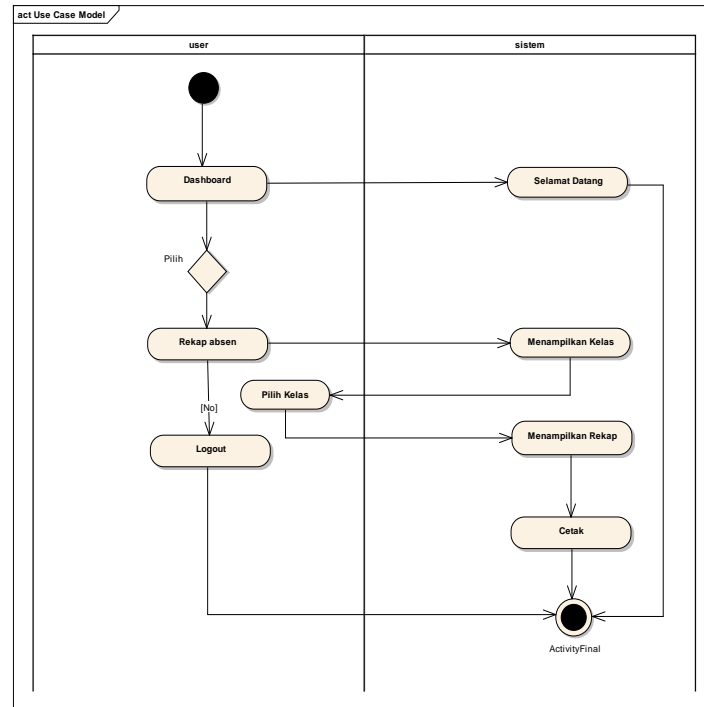 act Use Case Model
user
sistem
Dashboard
Selamat Datang
Pilih
Rekap absen
Menampilkan Kelas
Pilih Kelas
[No]
Logout
Menampilkan Rekap
Cetak
ActivityFinal